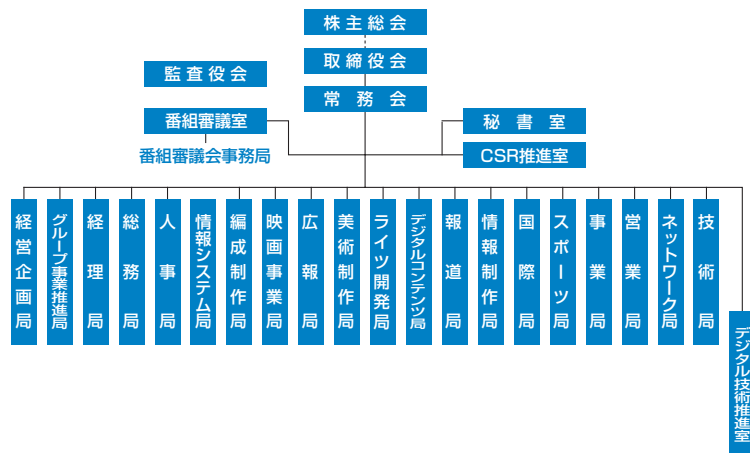 株主総会
取締役会
監査役会
常務会
番組審議室
秘書室
番組審議会事務局
CSR推進室
経営企画局
グループ事業推進局
経理局
総務局
人事局
情報システム局
編成制作局
映画事業局
広報局
美術制作局
ライツ開発局
デジタルコンテンツ局
報道局
情報制作局
国際局
スポーツ局
事業局
営業局
ネットワーク局
技術局
デジタル技術推進室